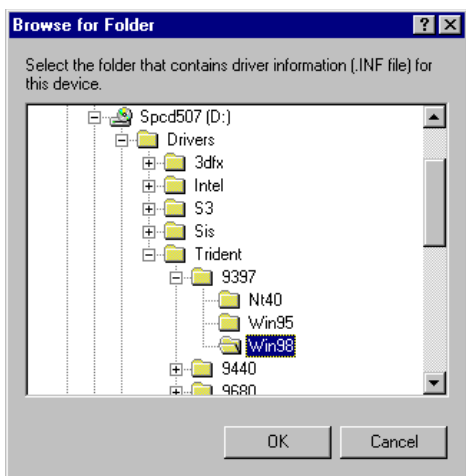 Browse for Folder
Select the folder that contains driver information (.INF file) for
this device.
Spcd507 (D:)
Drivers
3dfx
Intel
S3
Sis
Trident
9397
Nt40
Win95
Win98
9440
9680
OK Cancel